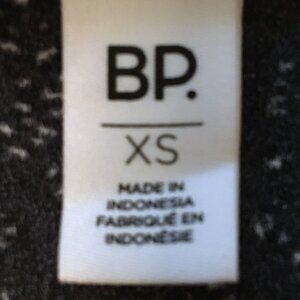 BP.
XS
MADE IN
INDONESIA
FABRIQUÉ EN
INDONÉSIE